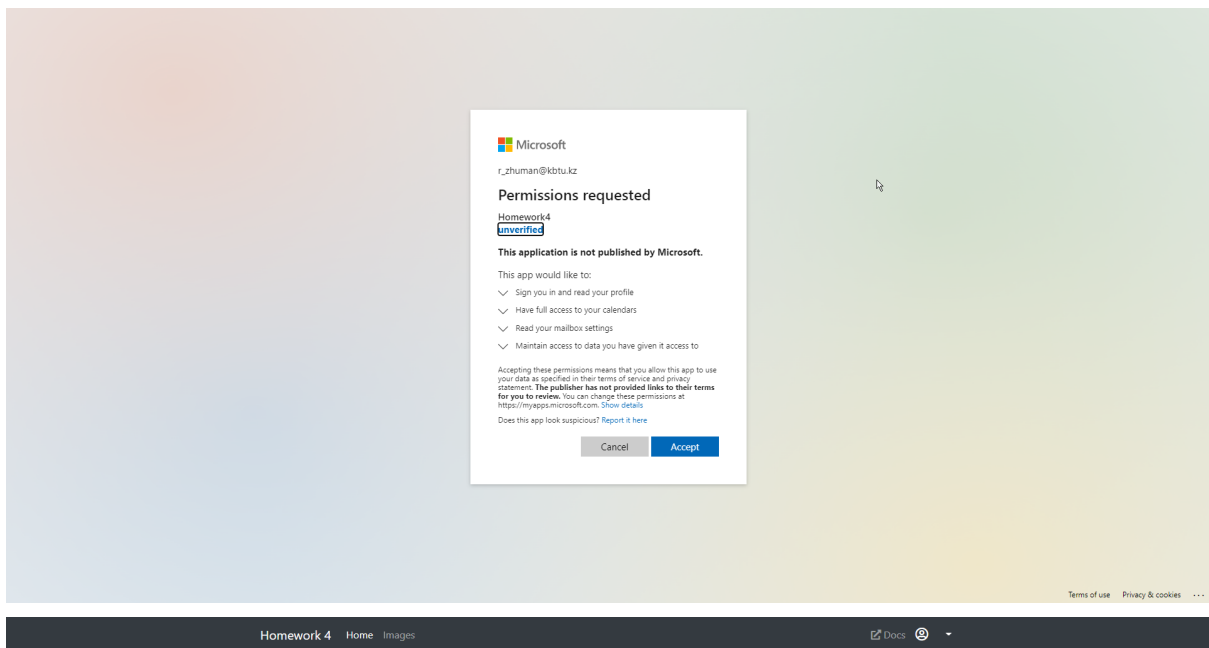 Microsoft
r_zhuman@kbtu.kz
Permissions requested
Homework4
unverified
This application is not published by Microsoft.
This app would like to:
Sign you in and read your profile
Have full access to your calendars
Read your mailbox settings
Maintain access to data you have given it access to
Accepting these permissions means that you allow this app to use
your data as specified in their terms of service and privacy
statement. The publisher has not provided links to their terms
for you to review. You can change these permissions at
https://myapps.microsoft.com. Show details
Does this app look suspicious? Report it here
Cancel Accept
Terms of use Privacy & cookies ...
Homework 4 Home Images Docs